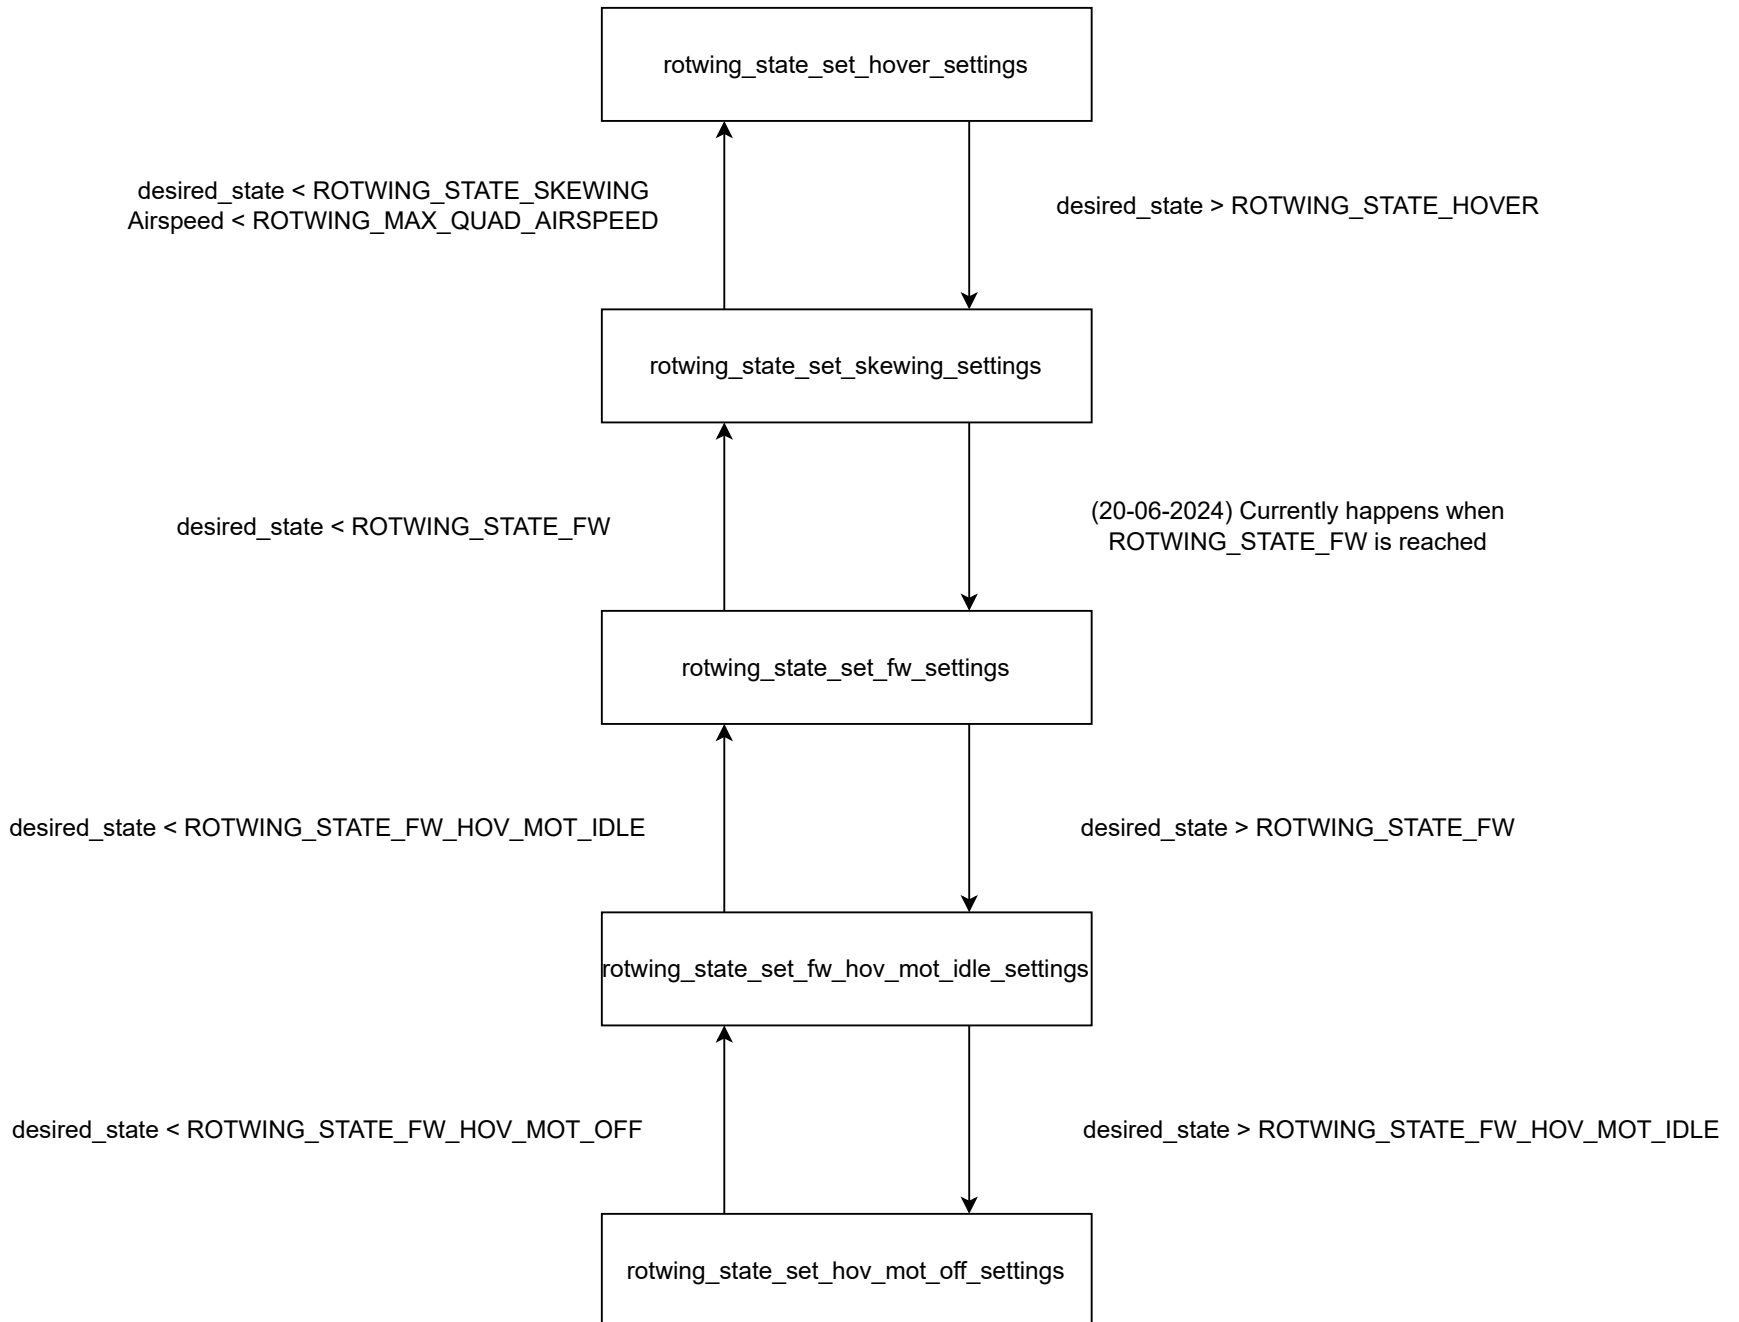 rotwing_state_set_hover_settings
desired_state < ROTWING_STATE_SKEWING
Airspeed < ROTWING_MAX_QUAD_AIRSPEED
desired_state > ROTWING_STATE_HOVER
rotwing_state_set_skewing_settings
desired_state < ROTWING_STATE_FW
(20-06-2024) Currently happens when
ROTWING_STATE_FW is reached
rotwing_state_set_fw_settings
desired_state < ROTWING_STATE_FW_HOV_MOT_IDLE
desired_state > ROTWING_STATE_FW
rotwing_state_set_fw_hov_mot_idle_settings
desired_state < ROTWING_STATE_FW_HOV_MOT_OFF
desired_state > ROTWING_STATE_FW_HOV_MOT_IDLE
rotwing_state_set_hov_mot_off_settings